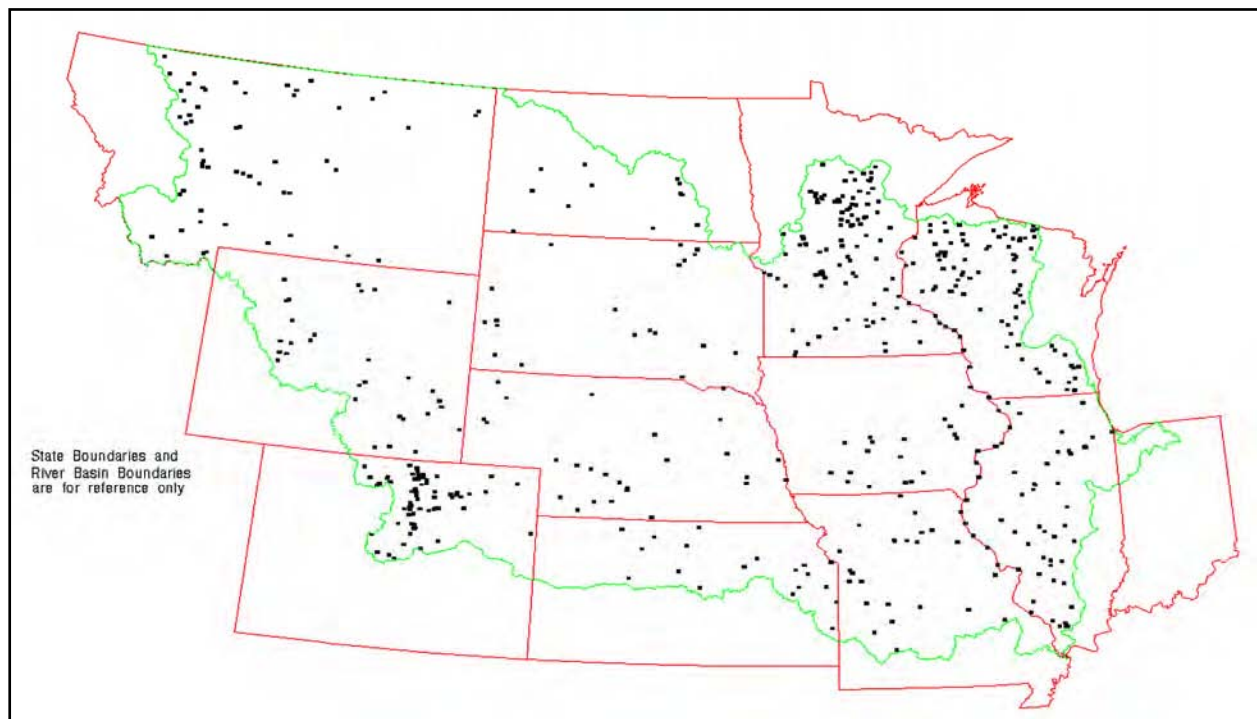 State Boundaries and
River Basin Boundaries
are for reference only